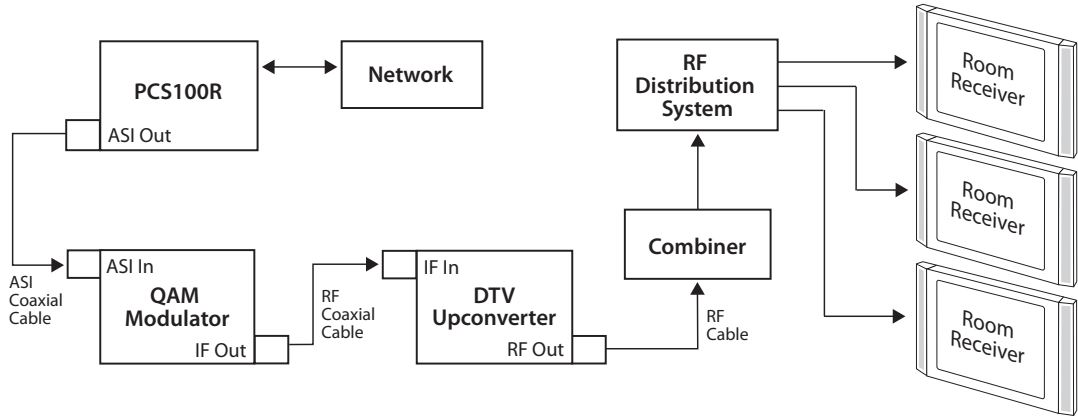 PCS100R
ASI Out
Network
RF
Distribution
System
Room
Receiver
Room
Receiver
Room
Receiver
Combiner
ASI In
QAM
Modulator
IF Out
ASI
Coaxial
Cable
RF
Coaxial
Cable
IF In
DTV
Upconverter
RF Out
RF
Cable